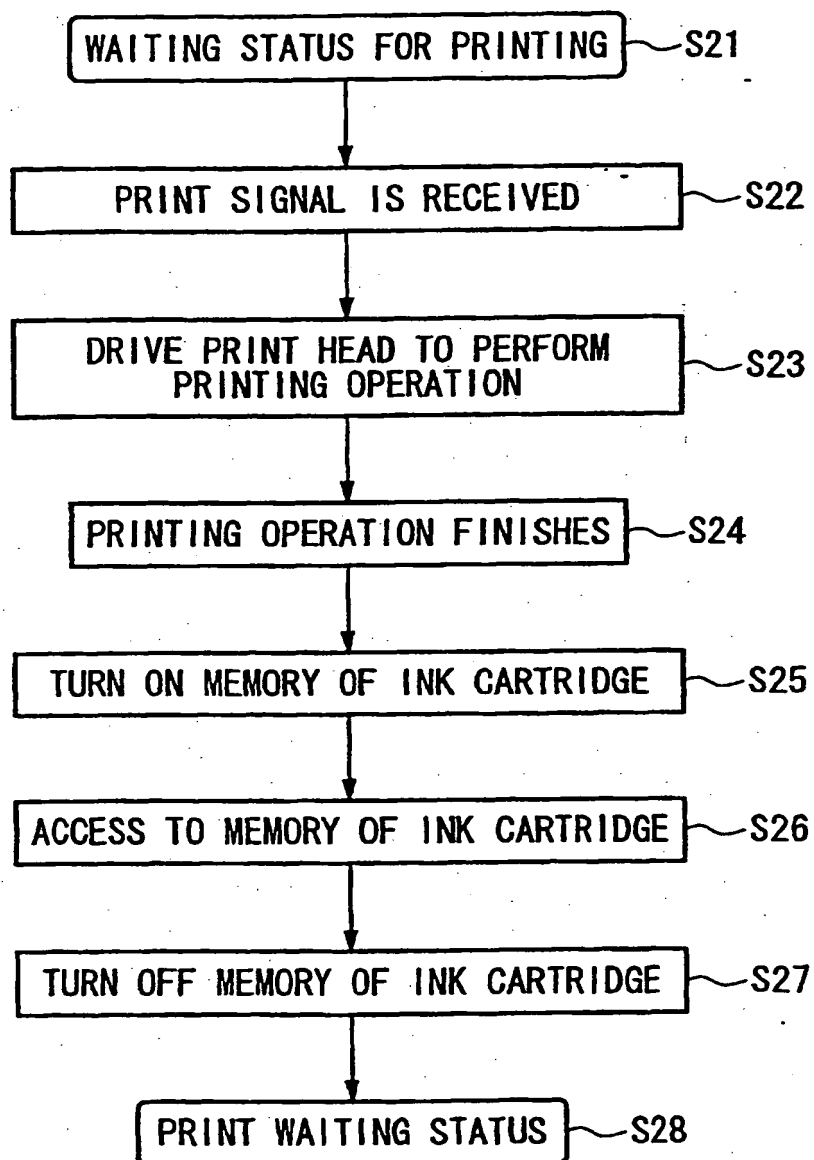 WAITING STATUS FOR PRINTING S21
PRINT SIGNAL IS RECEIVED S22
DRIVE PRINT HEAD TO PERFORM
PRINTING OPERATION S23
PRINTING OPERATION FINISHES S24
TURN ON MEMORY OF INK CARTRIDGE S25
ACCESS TO MEMORY OF INK CARTRIDGE S26
TURN OFF MEMORY OF INK CARTRIDGE S27
PRINT WAITING STATUS S28